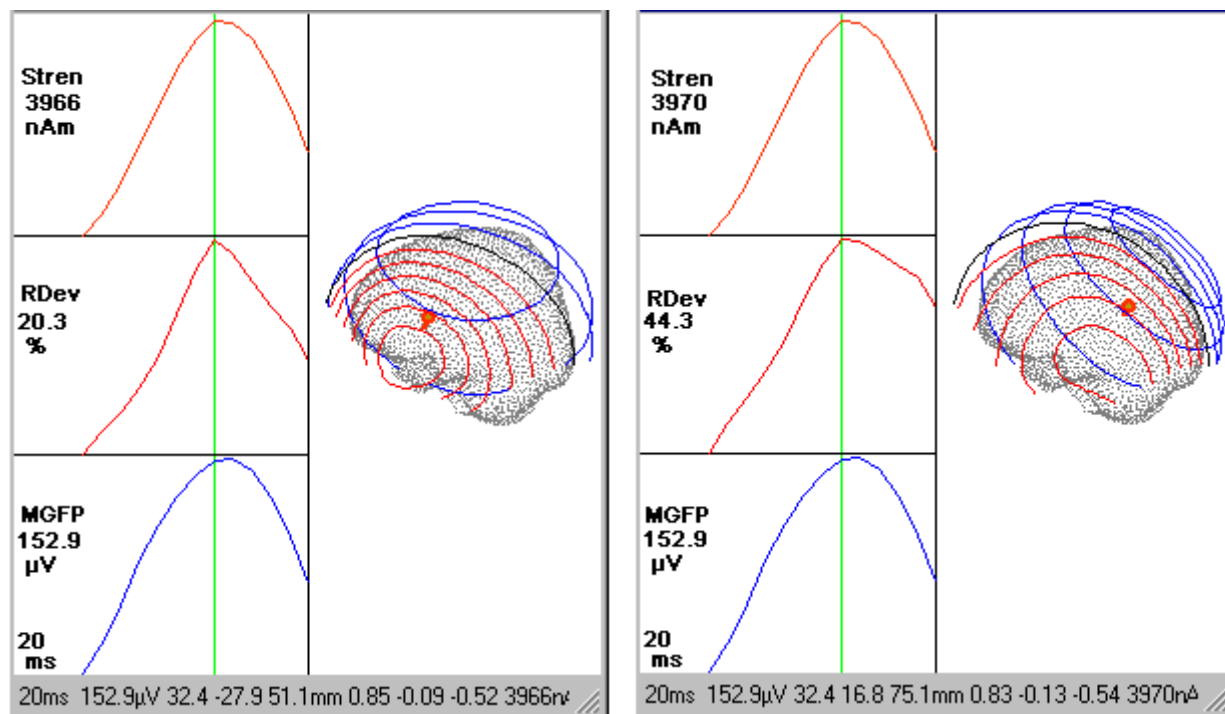 Stren
3966
nAm
RDev
20.3
%
MGFP
152.9
µV
20
ms
20ms 152.9µV 32.4 -27.9 51.1mm 0.85 -0.09 -0.52 3966n
Stren
3970
nAm
RDev
44.3
%
MGFP
152.9
µV
20
ms
20ms 152.9µV 32.4 16.8 75.1mm 0.83 -0.13 -0.54 3970nA